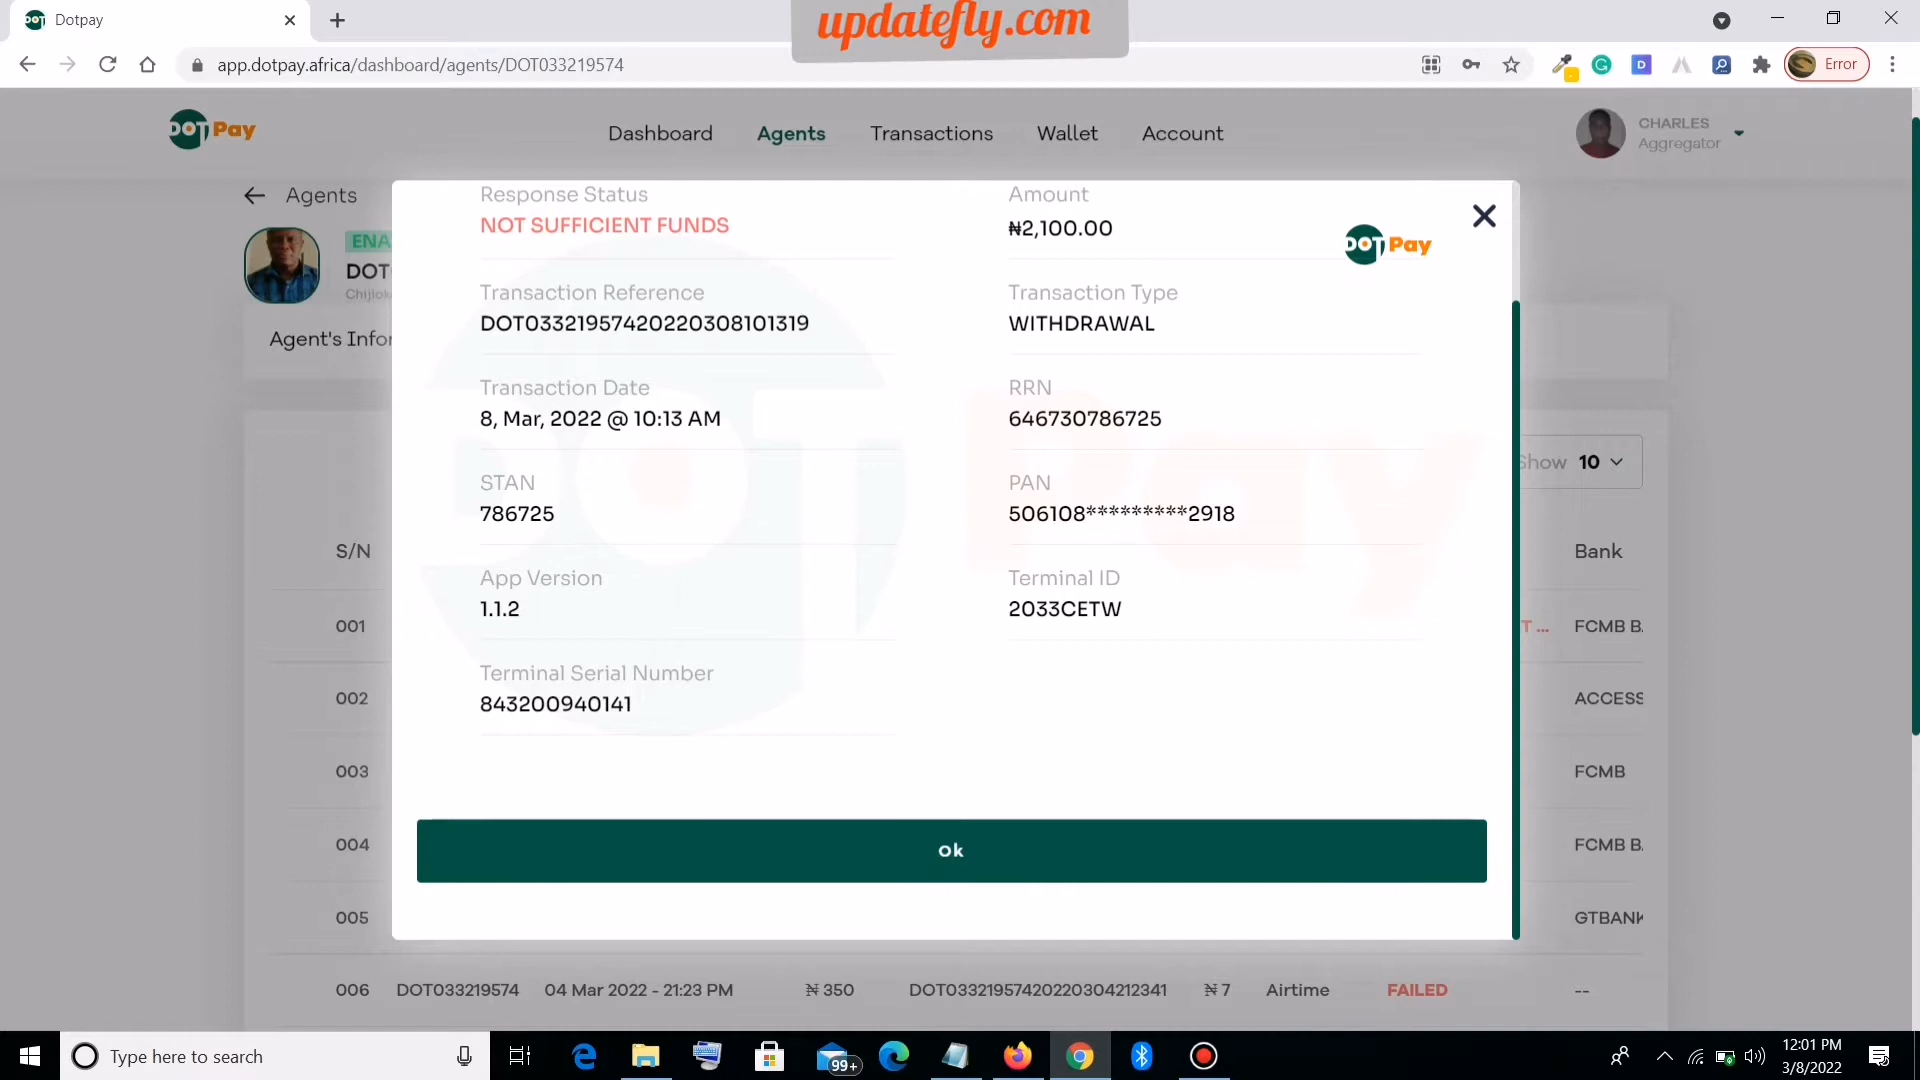 Dotpay
updatefly.com
app.dotpay.africa/dashboard/agents/DOT033219574
Error
DOT Pay
Dashboard
Agents
Transactions
Wallet
Account
CHARLES
Aggregator
Agents
ENA
DOT
Chijiok
Agent's Infor
Response Status
NOT SUFFICIENT FUNDS
Amount
₦2,100.00
DOT Pay
Transaction Reference
DOT03321957420220308101319
Transaction Type
WITHDRAWAL
Transaction Date
8, Mar, 2022 @ 10:13 AM
RRN
646730786725
STAN
786725
PAN
506108*********2918
App Version
1.1.2
Terminal ID
2033CETW
Terminal Serial Number
843200940141
Ok
Show 10
S/N
Bank
001
T ...
FCMB B.
002
ACCESS
003
FCMB
004
FCMB B.
005
GTBANK
006 DOT033219574 04 Mar 2022 - 21:23 PM ₦ 350 DOT03321957420220304212341 ₦ 7 Airtime FAILED --
Type here to search
99+
12:01 PM
3/8/2022